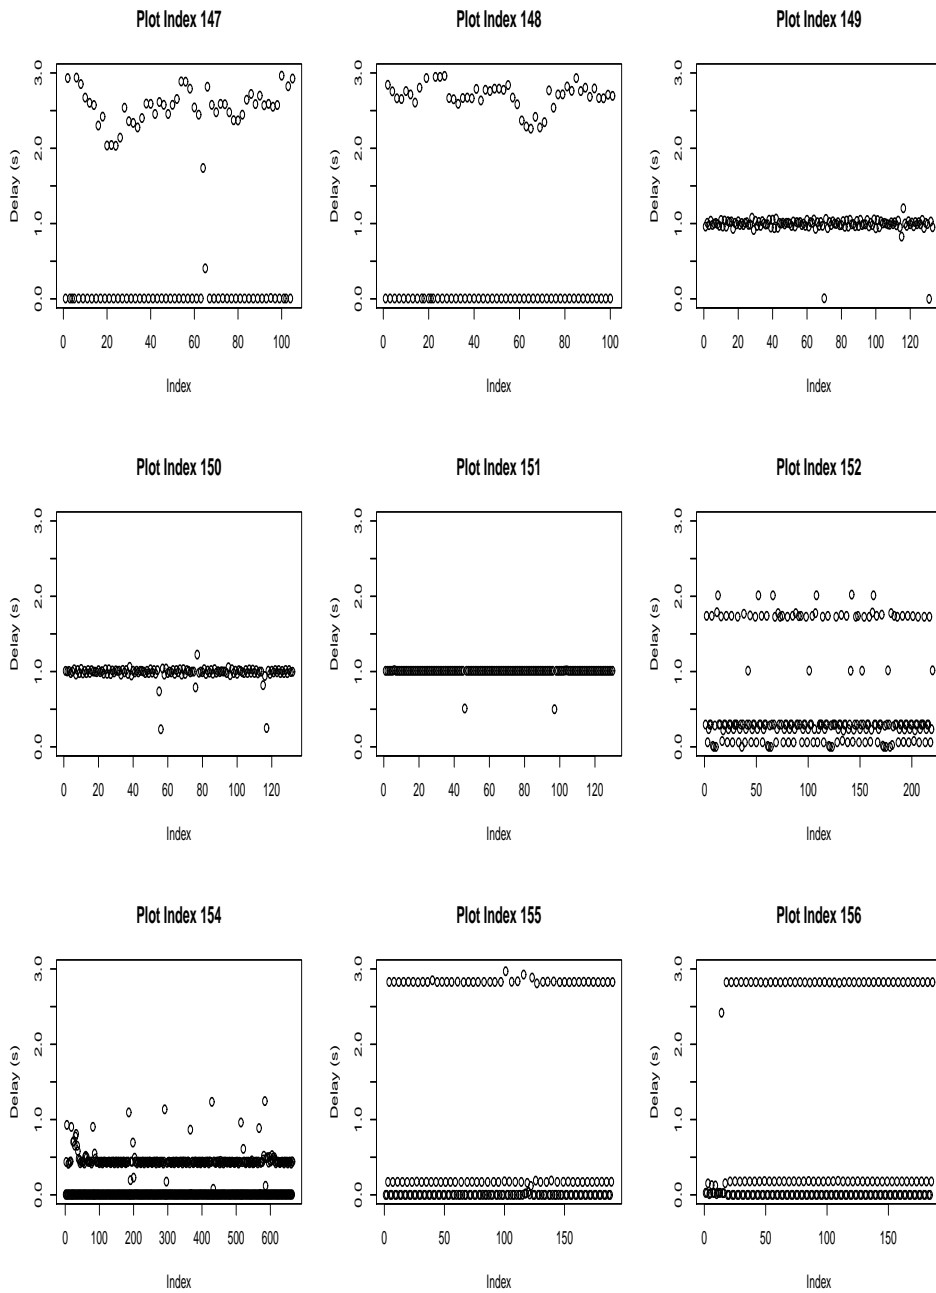 Plot Index 147
Delay (s)
0.0 1.0 2.0 3.0
0 20 40 60 80 100
Index
Plot Index 148
Delay (s)
0.0 1.0 2.0 3.0
0 20 40 60 80 100
Index
Plot Index 149
Delay (s)
0.0 1.0 2.0 3.0
0 20 40 60 80 100 120
Index
Plot Index 150
Delay (s)
0.0 1.0 2.0 3.0
0 20 40 60 80 100 120
Index
Plot Index 151
Delay (s)
0.0 1.0 2.0 3.0
0 20 40 60 80 100 120
Index
Plot Index 152
Delay (s)
0.0 1.0 2.0 3.0
0 50 100 150 200
Index
Plot Index 154
Delay (s)
0.0 1.0 2.0 3.0
0 100 200 300 400 500 600
Index
Plot Index 155
Delay (s)
0.0 1.0 2.0 3.0
0 50 100 150
Index
Plot Index 156
Delay (s)
0.0 1.0 2.0 3.0
0 50 100 150
Index